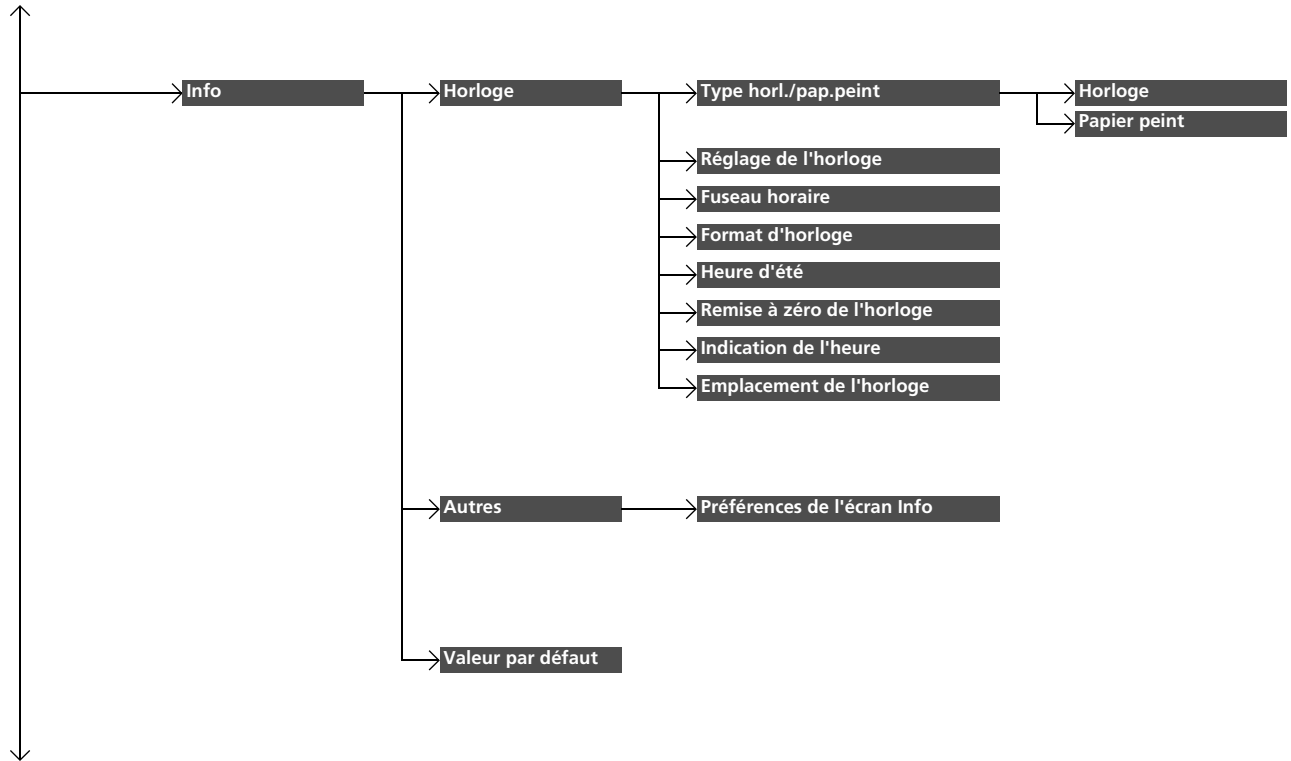 Info
Horloge
Type horl./pap.peint
Horloge
Papier peint
Réglage de l'horloge
Fuseau horaire
Format d'horloge
Heure d'été
Remise à zéro de l'horloge
Indication de l'heure
Emplacement de l'horloge
Autres
Préférences de l'écran Info
Valeur par défaut